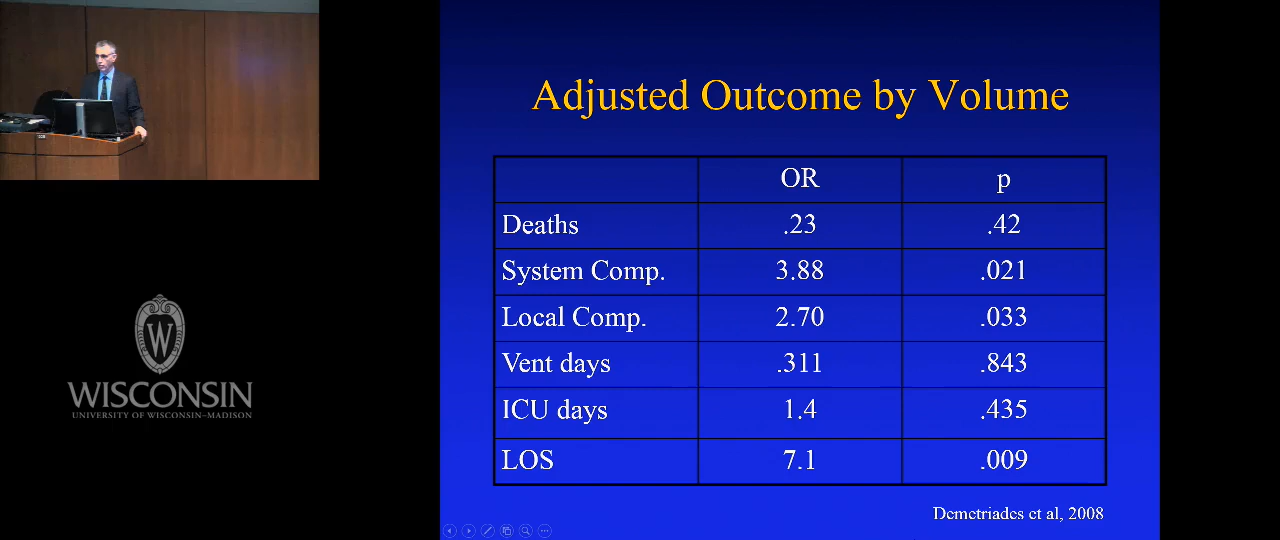 Adjusted Outcome by Volume
OR p
Deaths .23 .42
System Comp. 3.88 .021
Local Comp. 2.70 .033
Vent days .311 .843
ICU days 1.4 .435
LOS 7.1 .009
Demetriades et al, 2008
W
WISCONSIN
UNIVERSITY OF WISCONSIN–MADISON